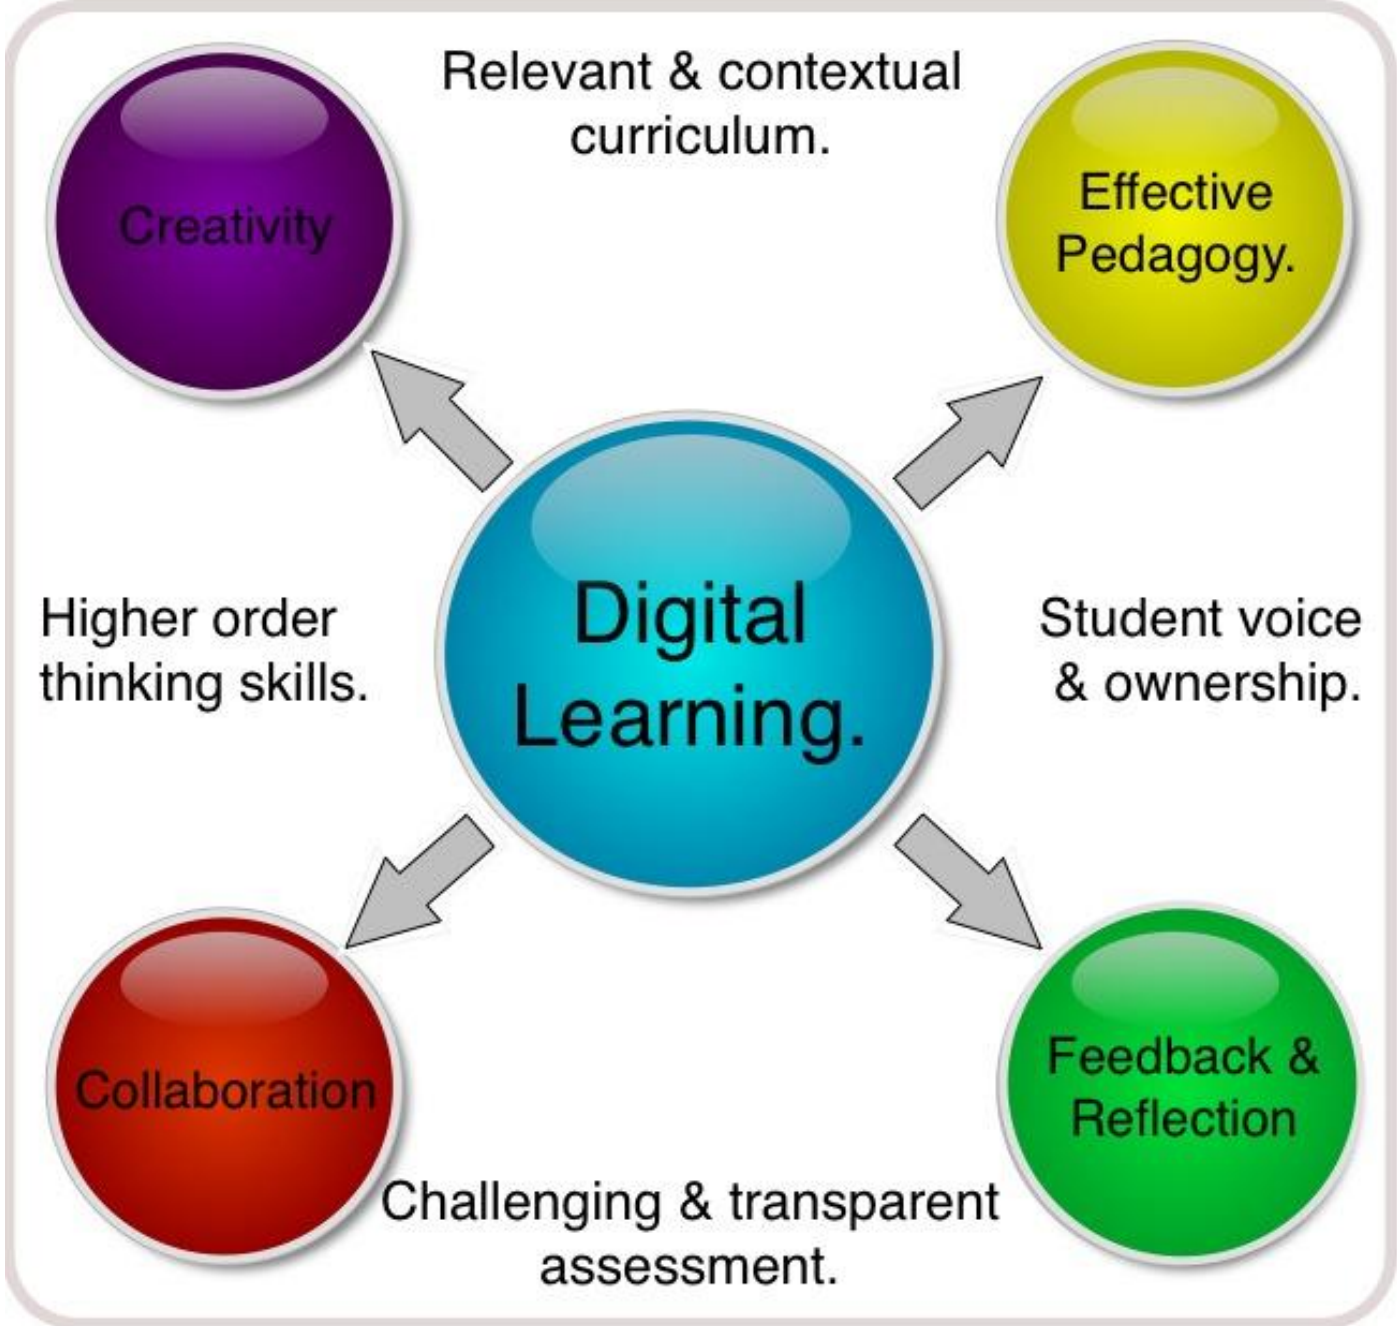 Relevant & contextual
curriculum.
Creativity
Effective
Pedagogy.
Higher order
thinking skills.
Digital
Learning.
Student voice
& ownership.
Collaboration
Feedback &
Reflection
Challenging & transparent
assessment.